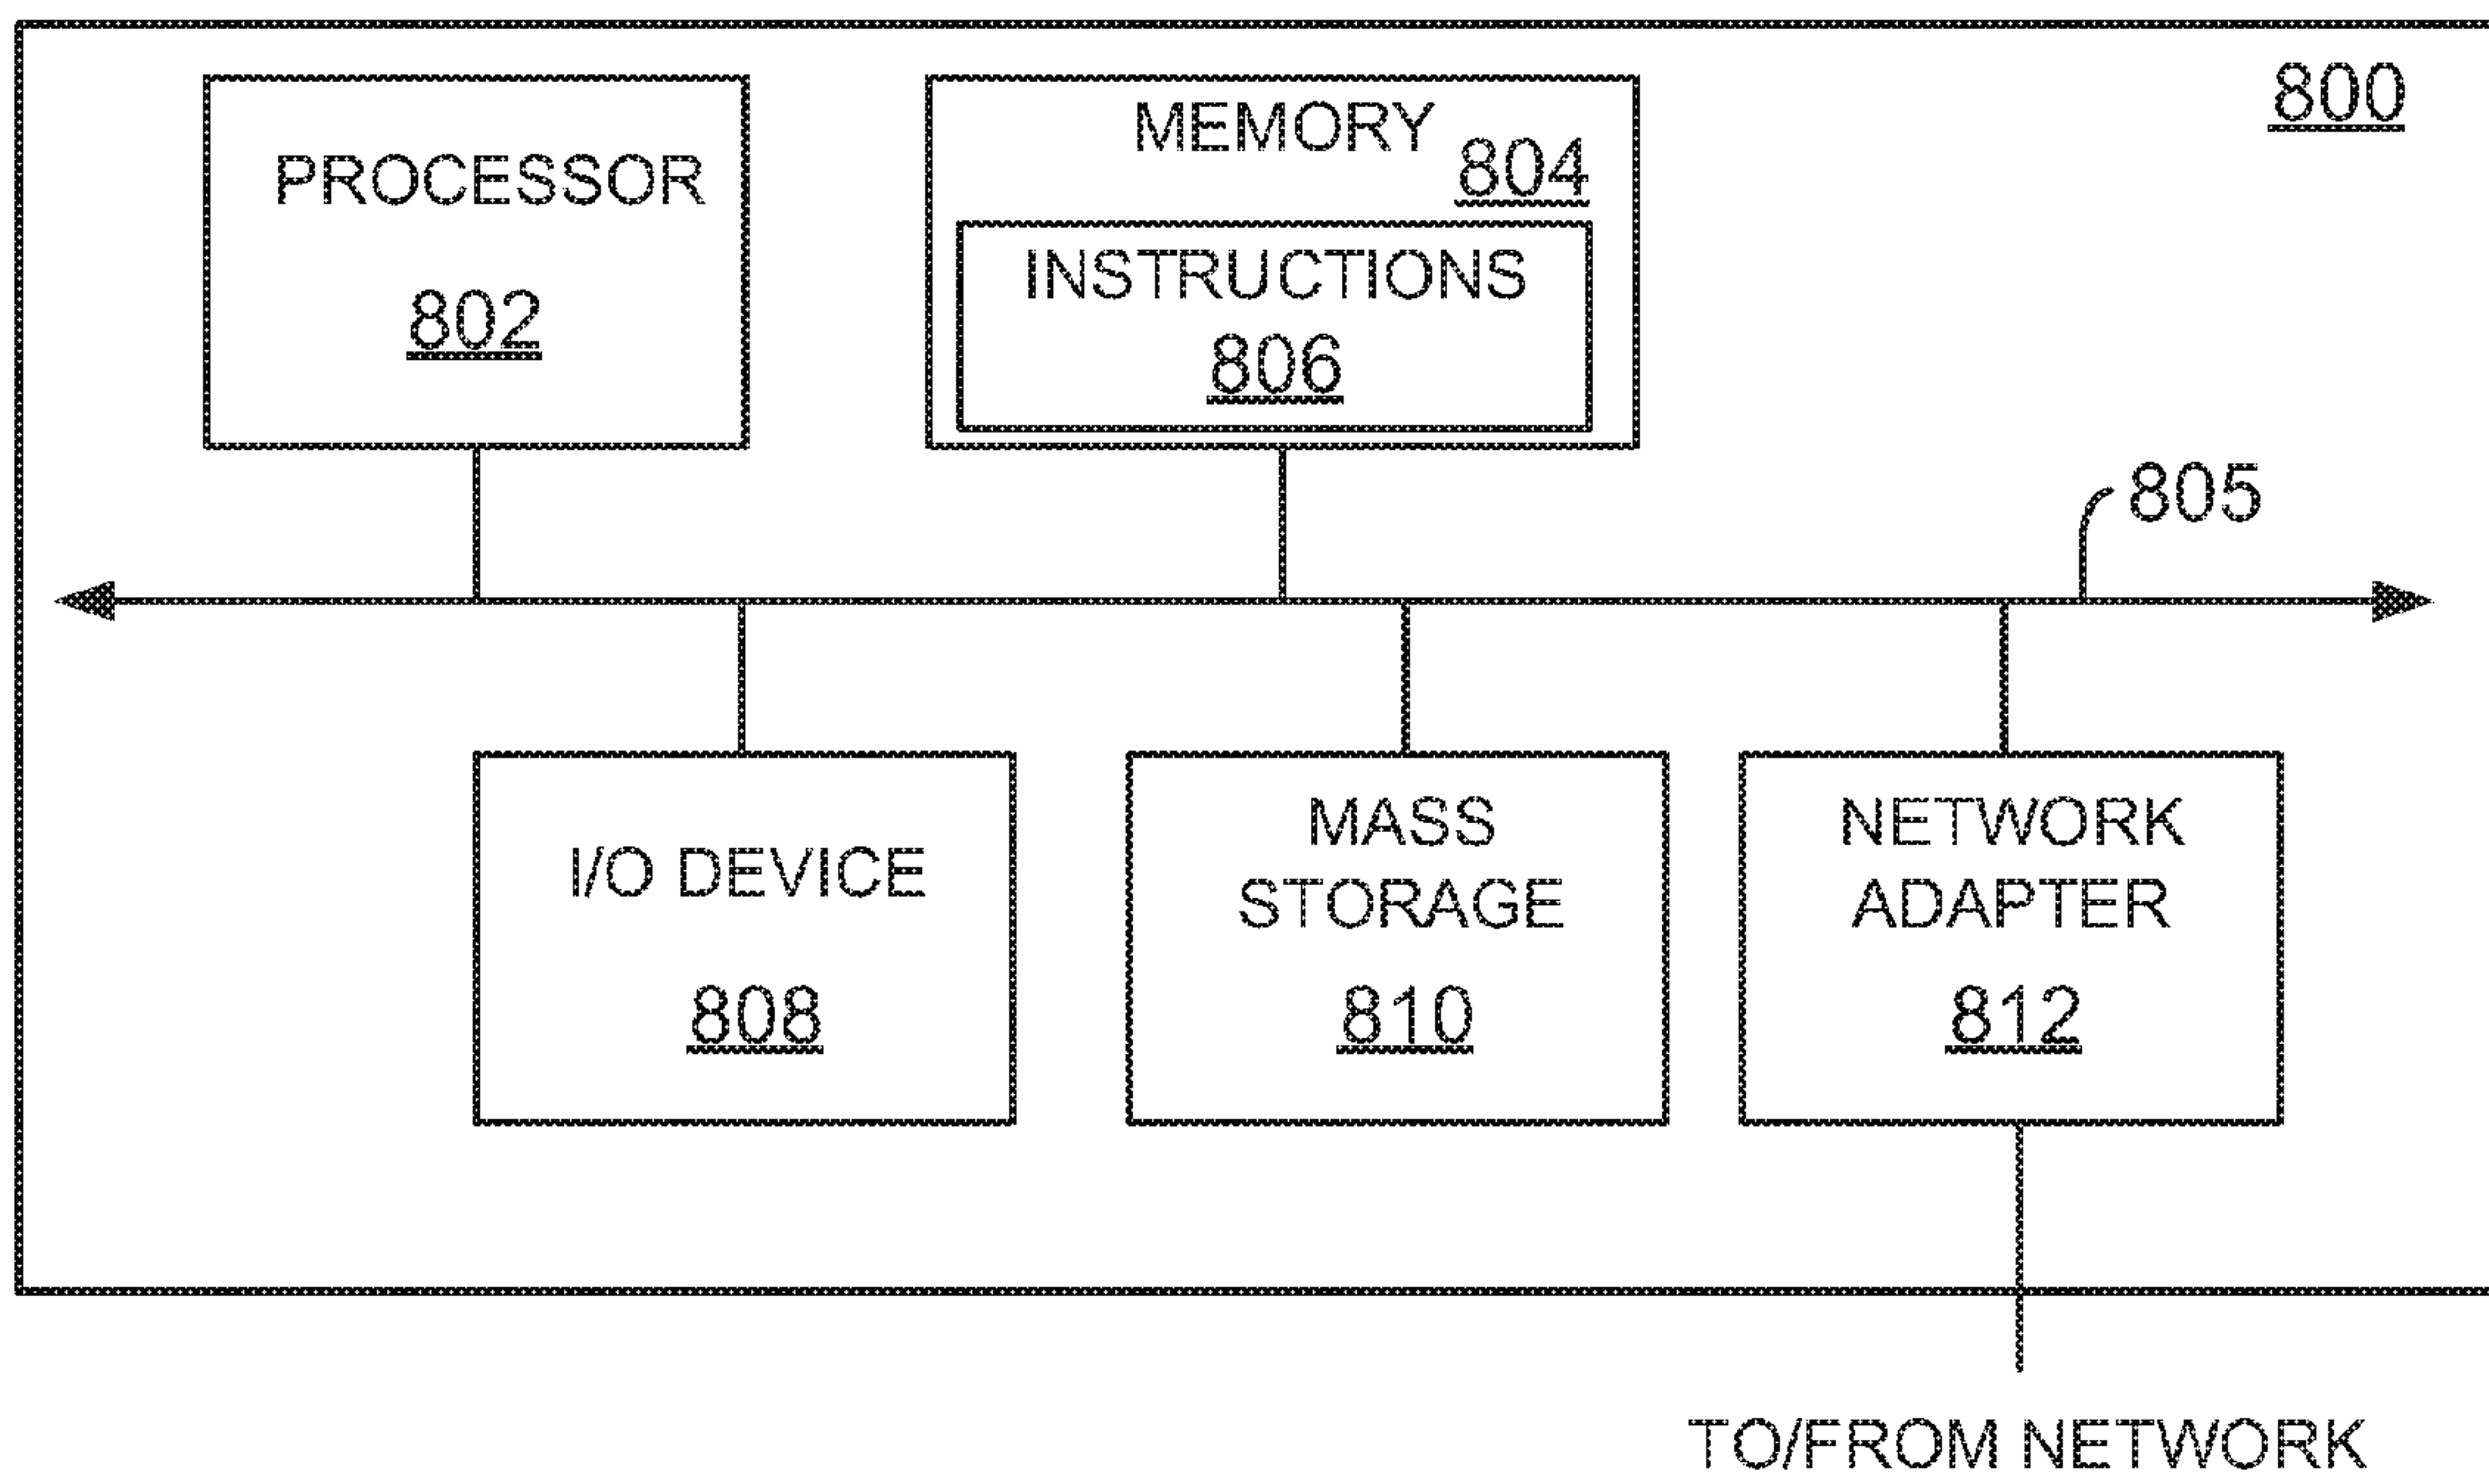 800
PROCESSOR
802
MEMORY
804
INSTRUCTIONS
806
805
I/O DEVICE
808
MASS
STORAGE
810
NETWORK
ADAPTER
812
TO/FROM NETWORK